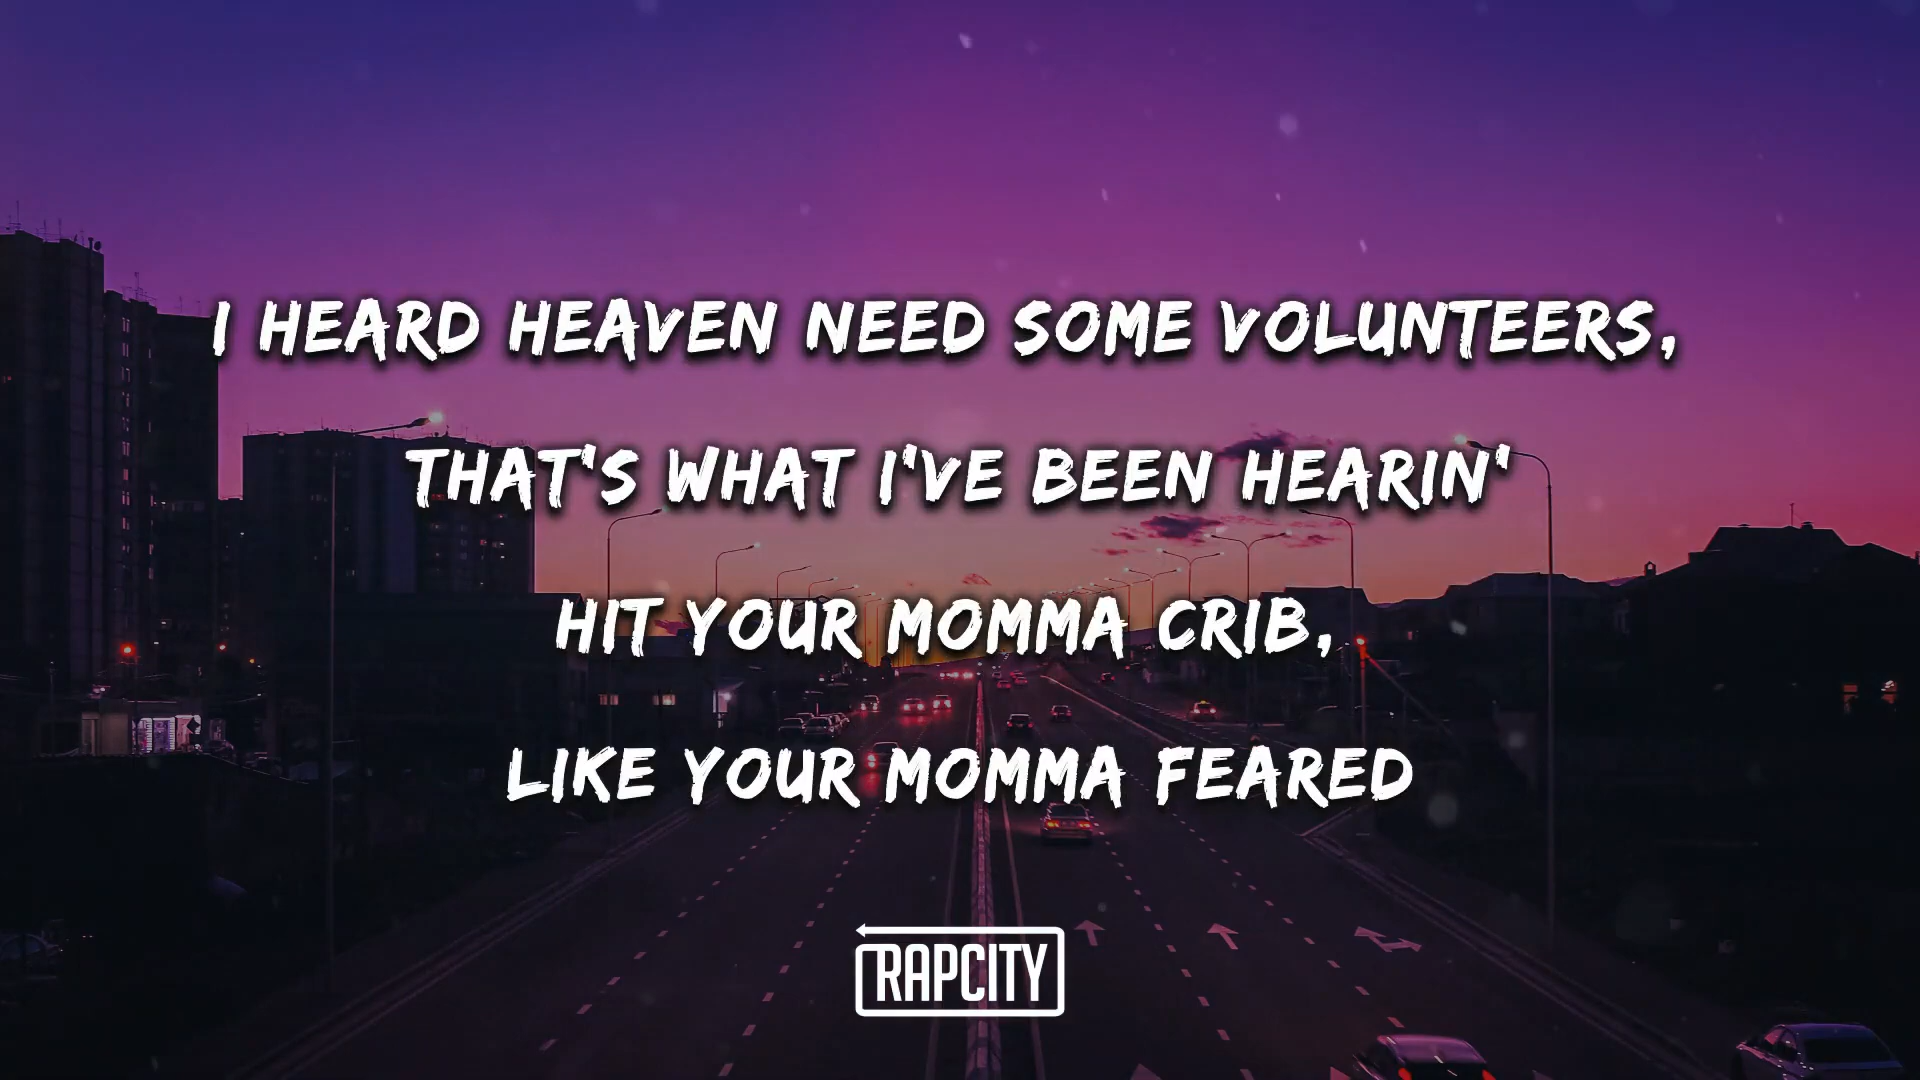 I HEARD HEAVEN NEED SOME VOLUNTEERS,
THAT'S WHAT I'VE BEEN HEARIN'
HIT YOUR MOMMA CRIB,
LIKE YOUR MOMMA FEARED
RAPCITY